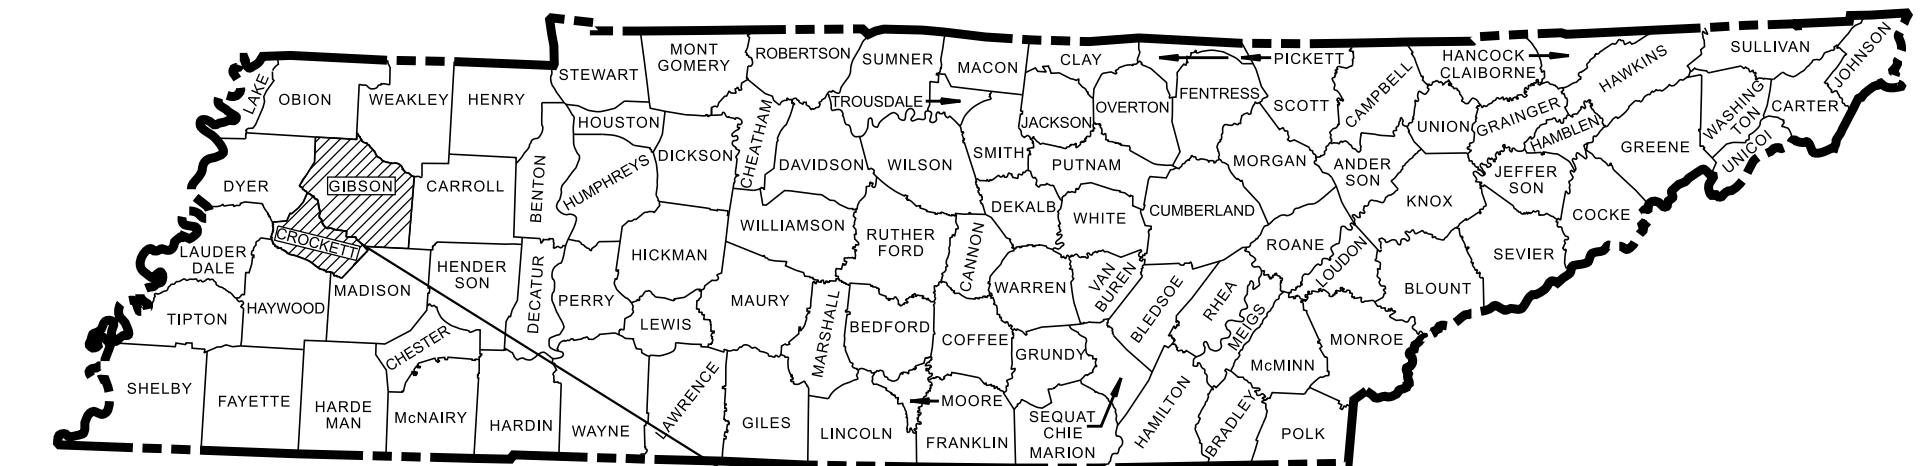 LAKE
OBION
WEAKLEY
HENRY
STEWART
MONT
GOMERY
ROBERTSON
SUMNER
MACON
CLAY
PICKETT
HANCOCK
CLAIBORNE
HAWKINS
SULLIVAN
JOHNSON
TROUSDALE
HOUSTON
CHEATHAM
JACKSON
OVERTON
FENTRESS
SCOTT
CAMPBELL
UNION
GRAINGER
HAMBLEN
GREENE
WASHING
TON
UNICOI
CARTER
DYER
GIBSON
CARROLL
BENTON
HUMPHREYS
DICKSON
DAVIDSON
WILSON
SMITH
PUTNAM
MORGAN
ANDER
SON
KNOX
JEFFER
SON
COCKE
LAUDER
DALE
CROCKETT
HENDER
SON
DECATUR
PERRY
HICKMAN
WILLIAMSON
RUTHER
FORD
CANNON
DEKALB
WHITE
CUMBERLAND
ROANE
LOUDON
BLOUNT
SEVIER
TIPTON
HAYWOOD
MADISON
CHESTER
LEWIS
MAURY
MARSHALL
BEDFORD
COFFEE
WARREN
VAN
BUREN
BLEDSOE
RHEA
MEIGS
McMINN
MONROE
SHELBY
FAYETTE
HARDE
MAN
McNAIRY
HARDIN
WAYNE
LAWRENCE
GILES
LINCOLN
MOORE
FRANKLIN
GRUNDY
SEQUAT
CHIE
MARION
HAMILTON
BRADLEY
POLK